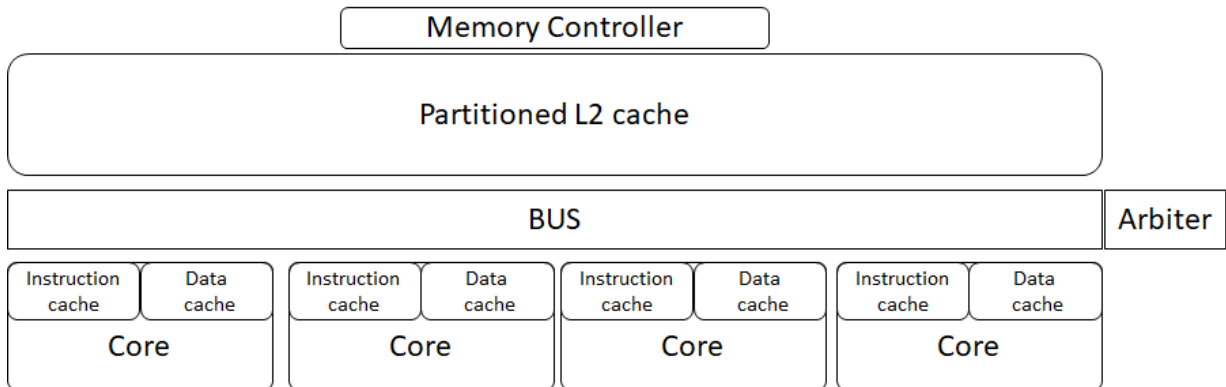 Memory Controller
Partitioned L2 cache
BUS
Arbiter
Instruction cache
Data cache
Instruction cache
Data cache
Instruction cache
Data cache
Instruction cache
Data cache
Core
Core
Core
Core